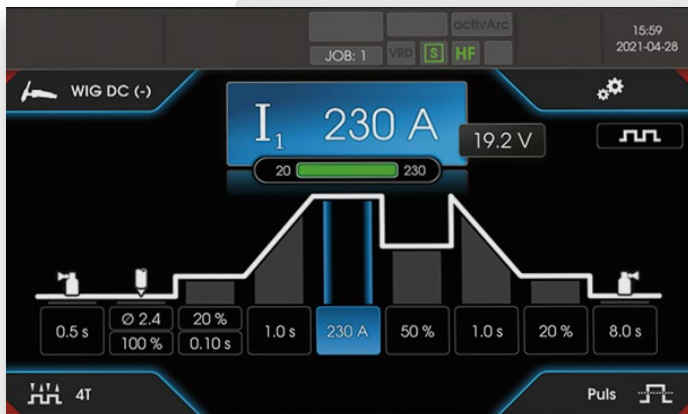 activArc
JOB: 1 VRD S HF
15:59
2021-04-28
WIG DC (-)
I1 230 A
19.2 V
20 230
0.5 s
Ø 2.4
100 %
20 %
0.10 s
1.0 s
230 A
50 %
1.0 s
20 %
8.0 s
4T
Puls